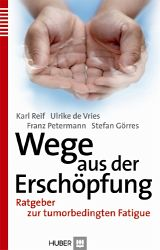 Karl Reif Ulrike de Vries
Franz Petermann Stefan Görres
Wege
aus der
Erschöpfung
Ratgeber
zur tumorbedingten Fatigue
HUBER